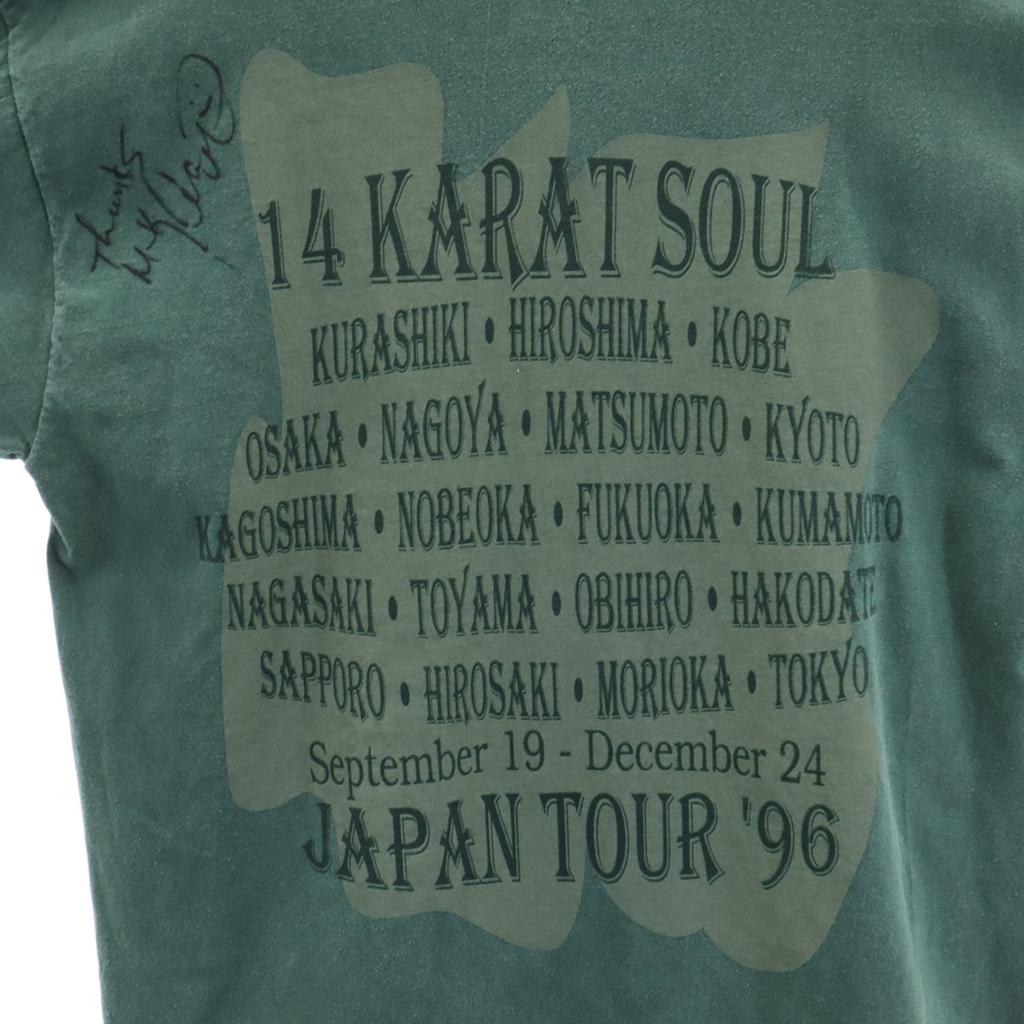 Thanks
14 KARAT SOUL
KURASHIKI • HIROSHIMA • KOBE
OSAKA • NAGOYA • MATSUMOTO • KYOTO
KAGOSHIMA • NOBEOKA • FUKUOKA • KUMAMOTO
NAGASAKI • TOYAMA • OBIHIRO • HAKODATE
SAPPORO • HIROSAKI • MORIOKA • TOKYO
September 19 - December 24
JAPAN TOUR '96